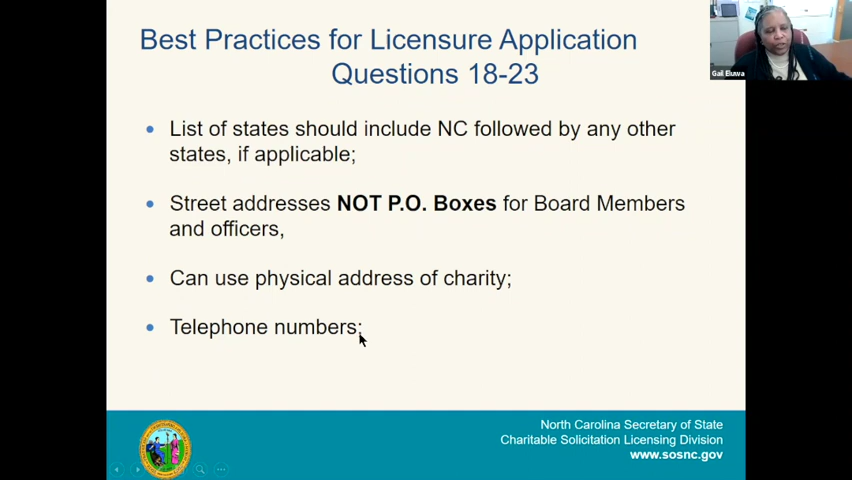 Best Practices for Licensure Application
Questions 18-23
Gail Eluwa
List of states should include NC followed by any other
states, if applicable;
Street addresses NOT P.O. Boxes for Board Members
and officers,
Can use physical address of charity;
Telephone numbers;
North Carolina Secretary of State
Charitable Solicitation Licensing Division
www.sosnc.gov